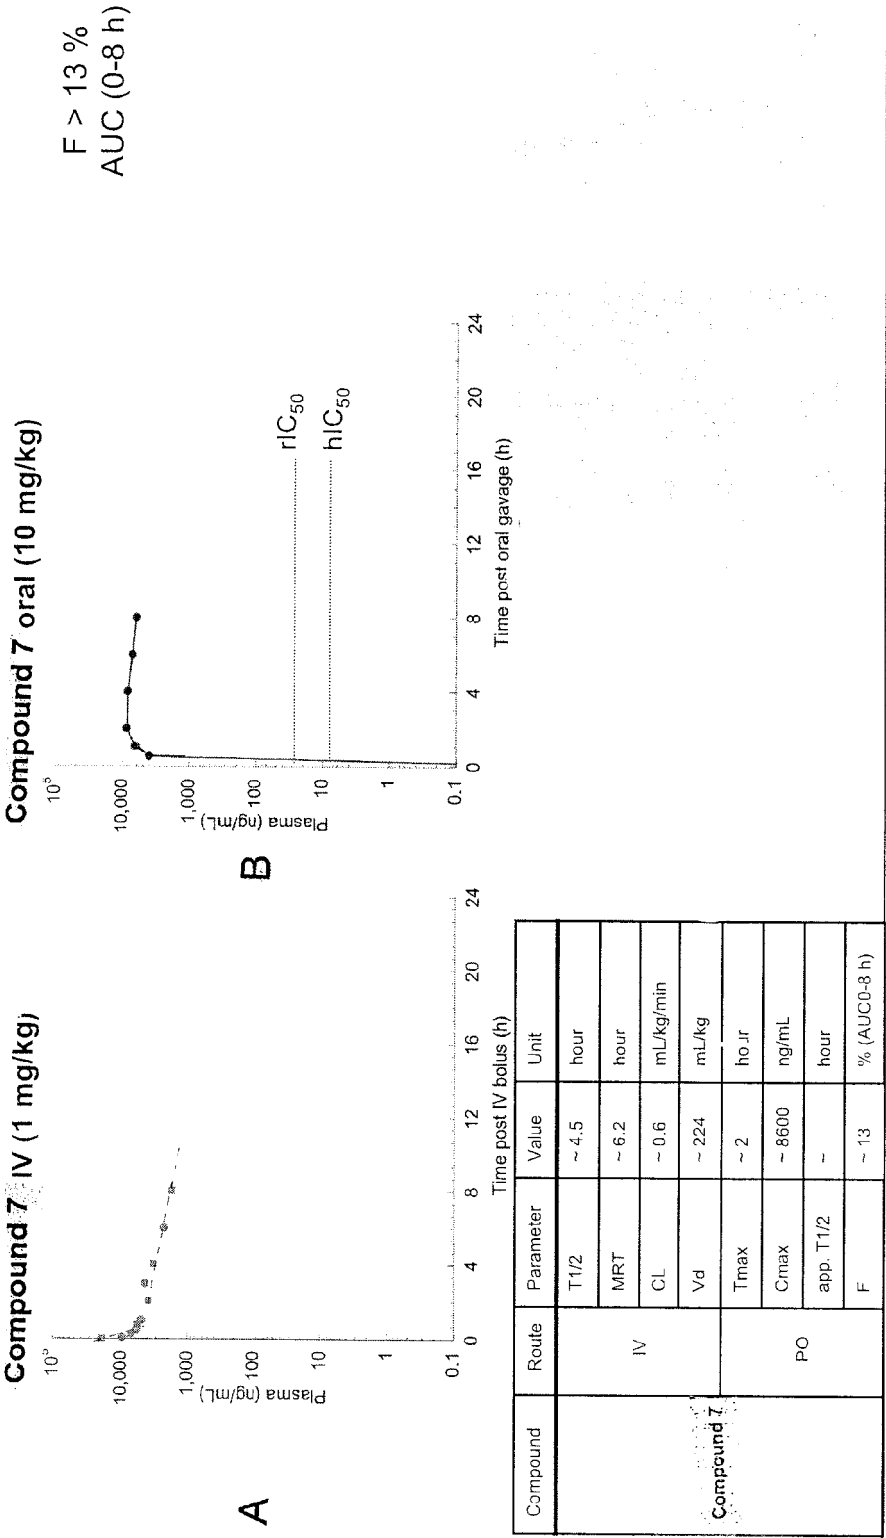 Compound 7 IV (1 mg/kg)
A
Plasma (ng/mL)
10⁵
10,000
1,000
100
10
1
0.1
0 4 8 12 16 20 24
Time post IV bolus (h)
Compound 7 oral (10 mg/kg)
B
Plasma (ng/mL)
10⁵
10,000
1,000
100
10
1
0.1
rIC₅₀
hIC₅₀
0 4 8 12 16 20 24
Time post oral gavage (h)
F > 13 %
AUC (0-8 h)
Compound Route Parameter Value Unit
Compound 7 IV T1/2 ~ 4.5 hour
MRT ~ 6.2 hour
CL ~ 0.6 mL/kg/min
Vd ~ 224 mL/kg
PO Tmax ~ 2 hour
Cmax ~ 8600 ng/mL
app. T1/2 ~ hour
F ~ 13 % (AUC0-8 h)